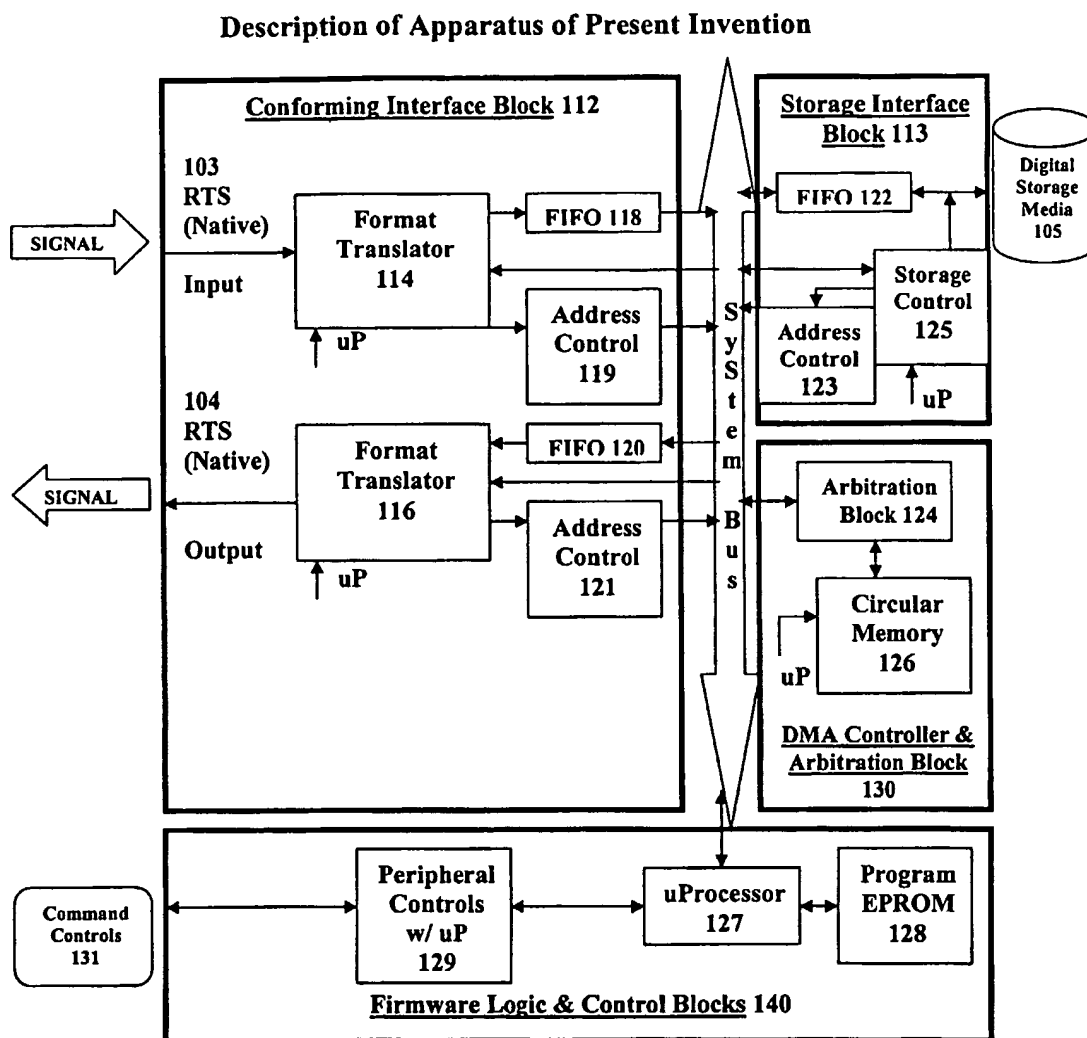 Description of Apparatus of Present Invention
Conforming Interface Block 112
103
RTS
(Native)
SIGNAL
Input
Format
Translator
114
uP
FIFO 118
Address
Control
119
104
RTS
(Native)
SIGNAL
Output
Format
Translator
116
uP
FIFO 120
Address
Control
121
SyStem Bus
Storage Interface
Block 113
FIFO 122
Storage
Control
125
Address
Control
123
uP
Digital
Storage
Media
105
Arbitration
Block 124
Circular
Memory
126
uP
DMA Controller &
Arbitration Block
130
Command
Controls
131
Peripheral
Controls
w/ uP
129
uProcessor
127
Program
EPROM
128
Firmware Logic & Control Blocks 140